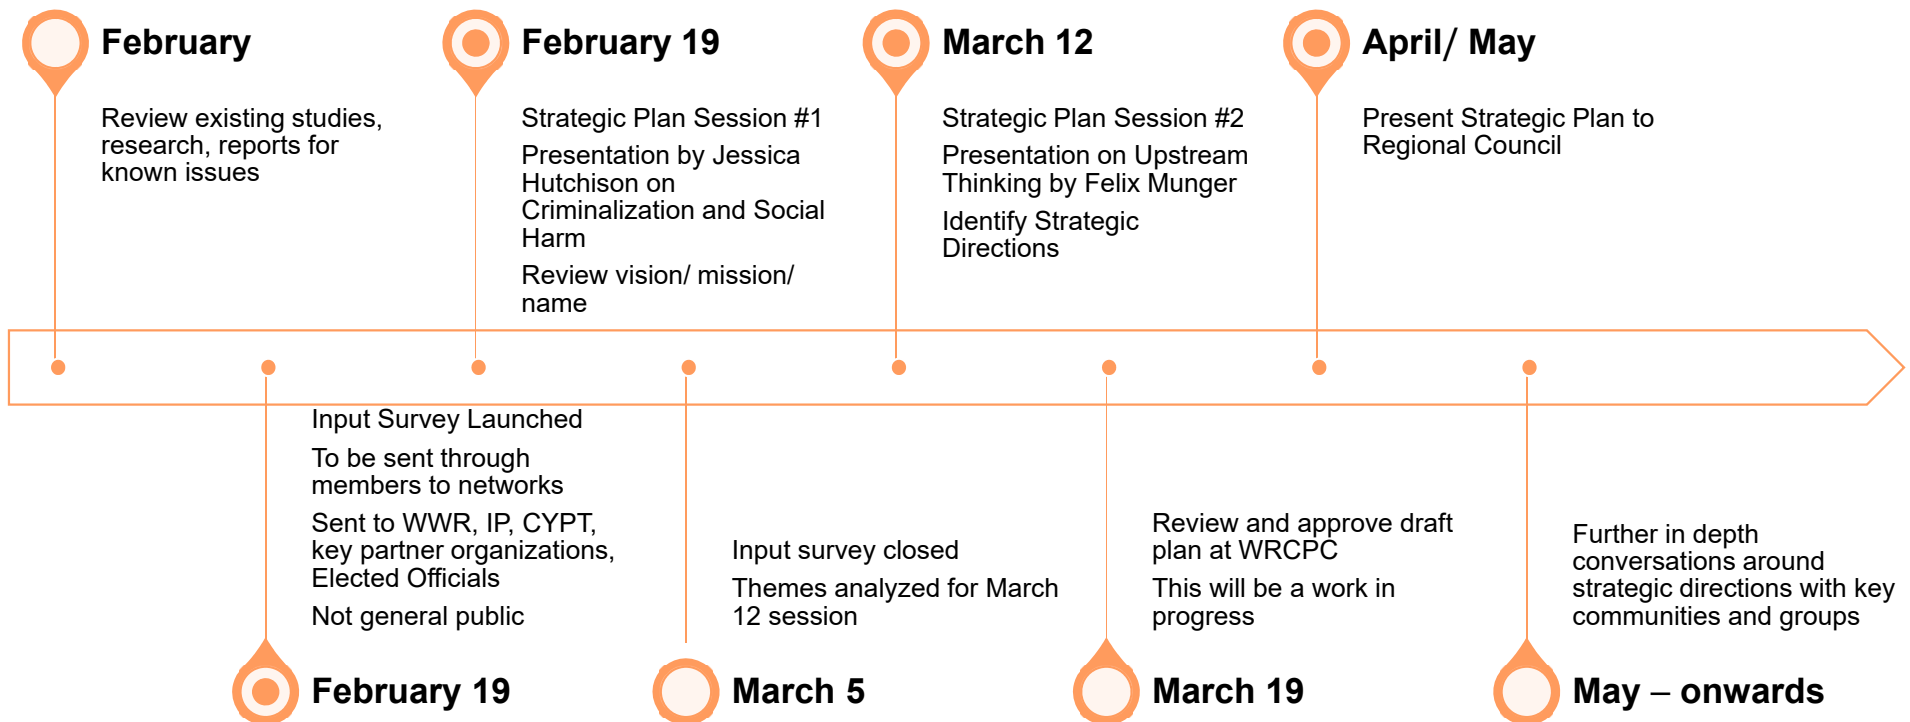 February
Review existing studies,
research, reports for
known issues
February 19
Strategic Plan Session #1
Presentation by Jessica
Hutchison on
Criminalization and Social
Harm
Review vision/ mission/
name
March 12
Strategic Plan Session #2
Presentation on Upstream
Thinking by Felix Munger
Identify Strategic
Directions
April/ May
Present Strategic Plan to
Regional Council
Input Survey Launched
To be sent through
members to networks
Sent to WWR, IP, CYPT,
key partner organizations,
Elected Officials
Not general public
February 19
Input survey closed
Themes analyzed for March
12 session
March 5
Review and approve draft
plan at WRCPC
This will be a work in
progress
March 19
Further in depth
conversations around
strategic directions with key
communities and groups
May – onwards